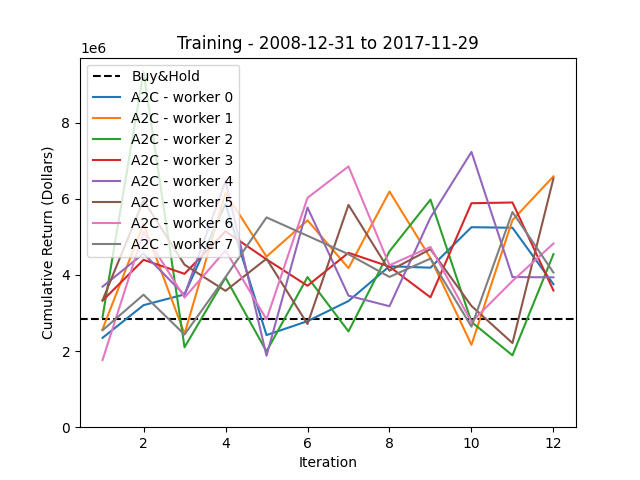 Training - 2008-12-31 to 2017-11-29
1e6
Buy&Hold
A2C - worker 0
A2C - worker 1
A2C - worker 2
A2C - worker 3
A2C - worker 4
A2C - worker 5
A2C - worker 6
A2C - worker 7
Cumulative Return (Dollars)
8
6
4
2
0
2 4 6 8 10 12
Iteration